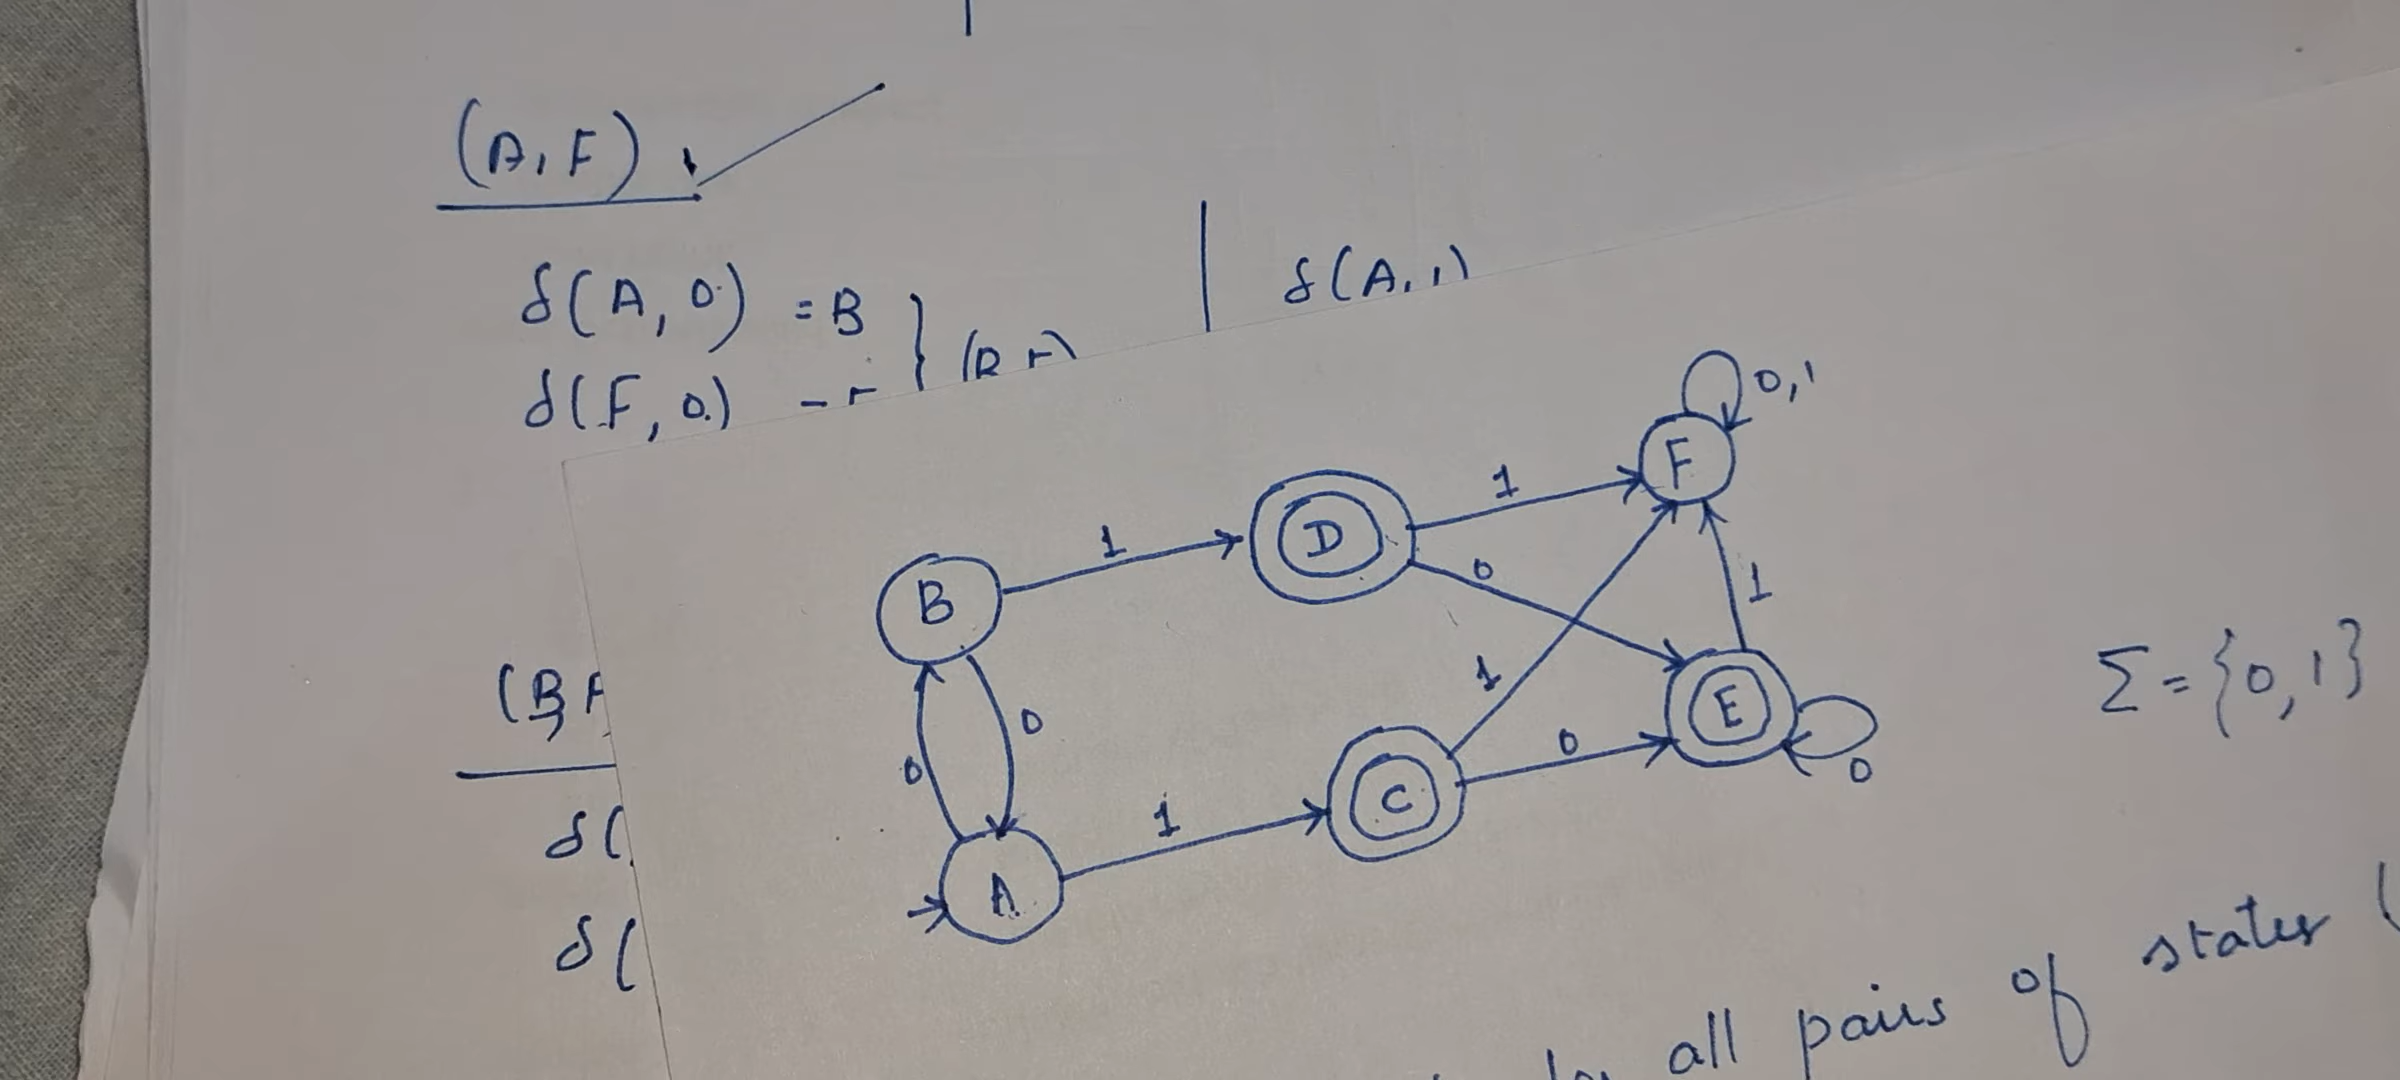 (A, F) ✓
δ(A, 0) = B
δ(A, 1)
δ(F, 0)
0, 1
F
1
D
1
B
0
1
0
1
E
0
0
0
C
1
A
Σ = {0, 1}
(B,
δ(
δ(
all pairs of states (